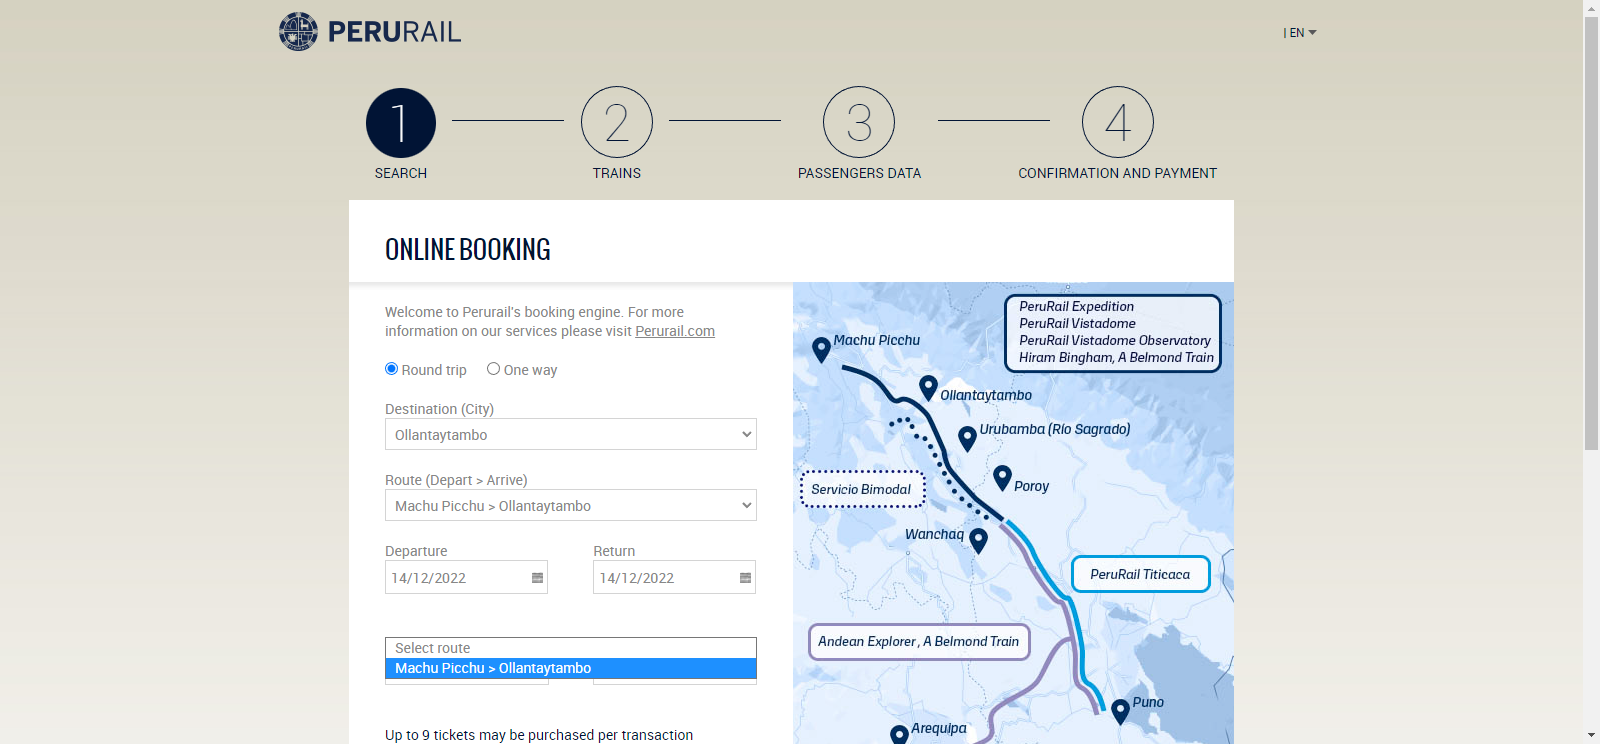 PERURAIL
| EN
1
2
3
4
SEARCH
TRAINS
PASSENGERS DATA
CONFIRMATION AND PAYMENT
ONLINE BOOKING
Welcome to Perurail's booking engine. For more
information on our services please visit Perurail.com
Round trip
One way
Destination (City)
Ollantaytambo
Route (Depart > Arrive)
Machu Picchu > Ollantaytambo
Departure
Return
14/12/2022
14/12/2022
Select route
Machu Picchu > Ollantaytambo
Up to 9 tickets may be purchased per transaction
PeruRail Expedition
PeruRail Vistadome
PeruRail Vistadome Observatory
Hiram Bingham, A Belmond Train
Machu Picchu
Ollantaytambo
Urubamba (Río Sagrado)
Poroy
Servicio Bimodal
Wanchaq
PeruRail Titicaca
Andean Explorer, A Belmond Train
Puno
Arequipa